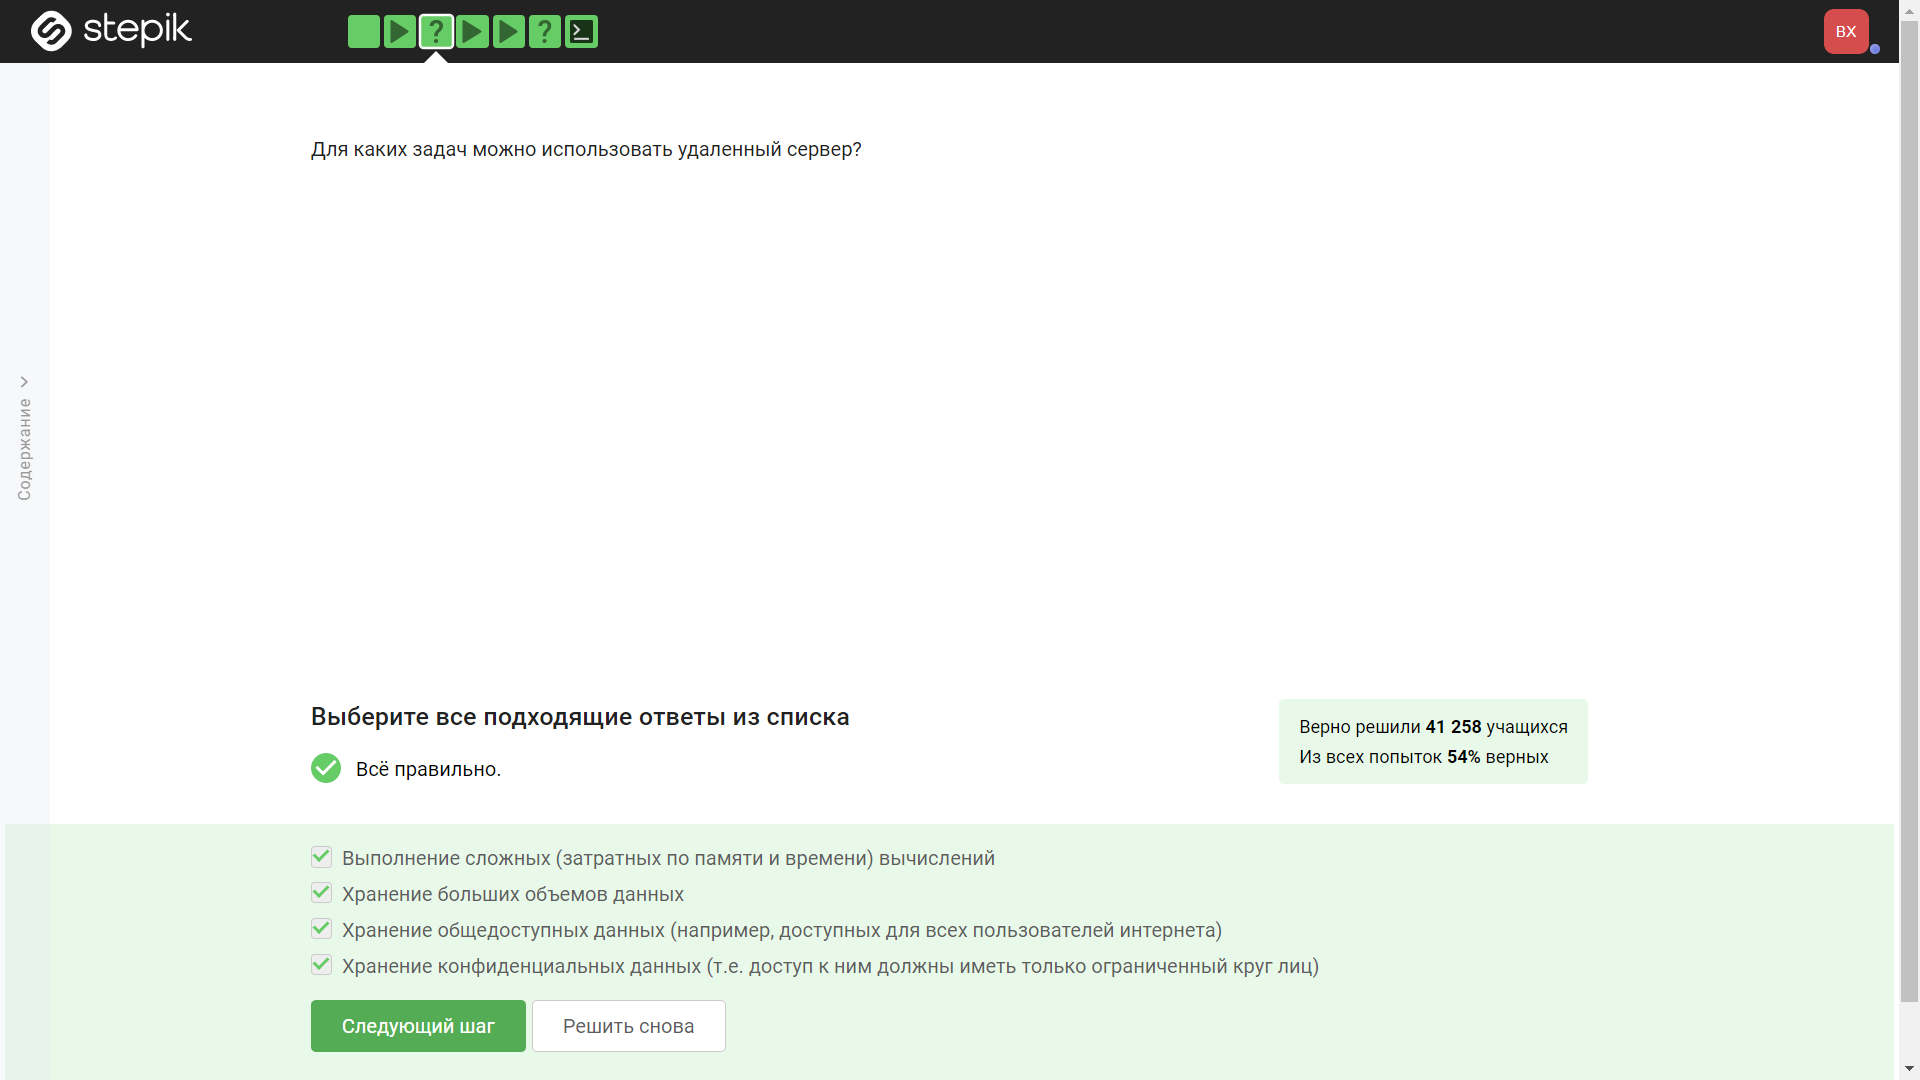 stepik
ВХ
Содержание
Для каких задач можно использовать удаленный сервер?
Выберите все подходящие ответы из списка
Всё правильно.
Верно решили 41 258 учащихся
Из всех попыток 54% верных
Выполнение сложных (затратных по памяти и времени) вычислений
Хранение больших объемов данных
Хранение общедоступных данных (например, доступных для всех пользователей интернета)
Хранение конфиденциальных данных (т.е. доступ к ним должны иметь только ограниченный круг лиц)
Следующий шаг
Решить снова